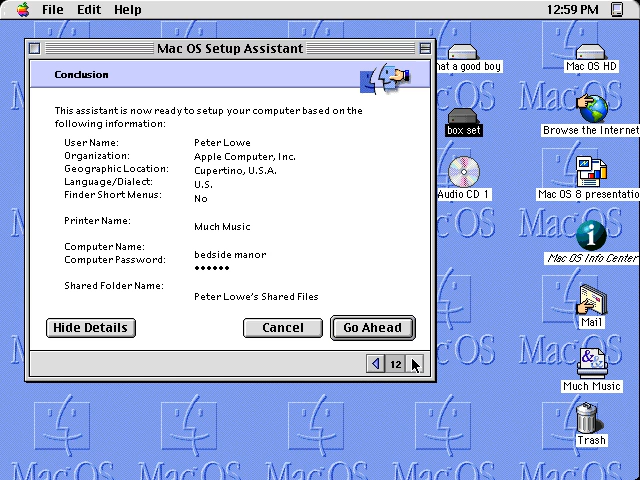 File Edit Help 12:59 PM
Mac OS Setup Assistant
Conclusion
This assistant is now ready to setup your computer based on the
following information:
User Name: Peter Lowe
Organization: Apple Computer, Inc.
Geographic Location: Cupertino, U.S.A.
Language/Dialect: U.S.
Finder Short Menus: No
Printer Name: Much Music
Computer Name: bedside manor
Computer Password: ••••••
Shared Folder Name: Peter Lowe's Shared Files
Hide Details Cancel Go Ahead
12
hat a good boy
box set
Audio CD 1
Mac OS HD
Browse the Internet
Mac OS 8 presentatio
Mac OS Info Center
Mail
Much Music
Trash
Mac OS